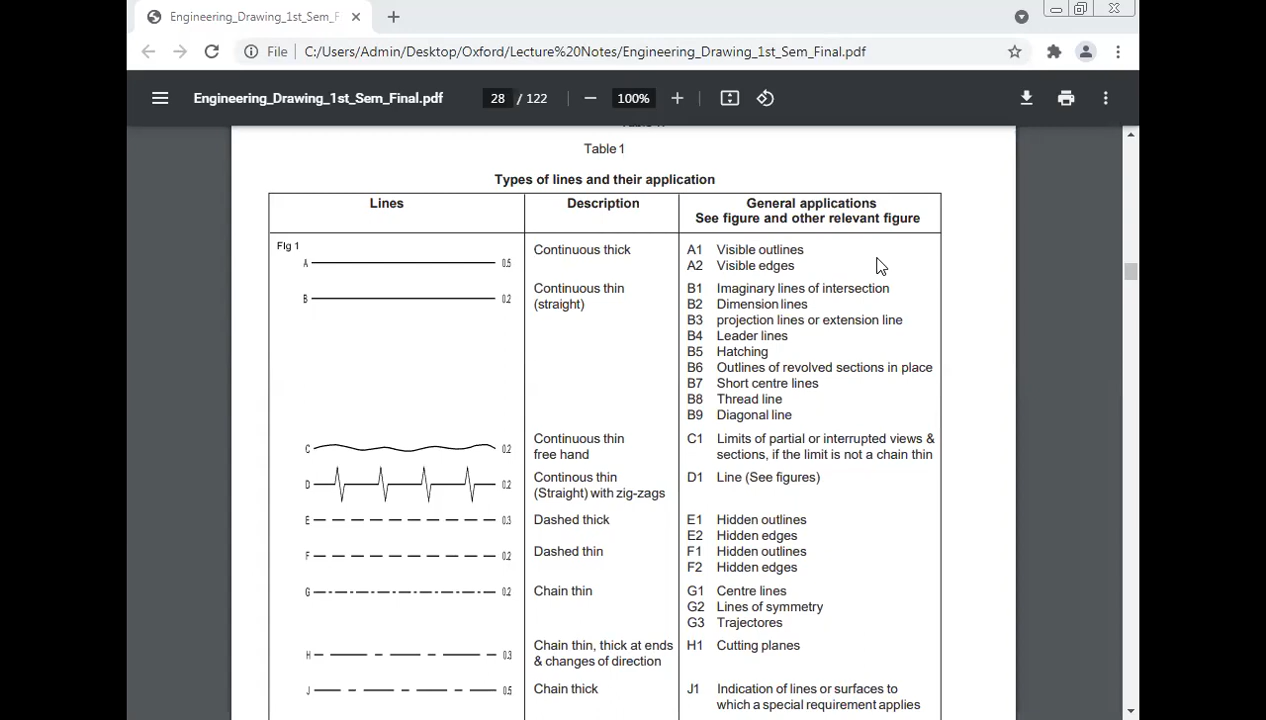 Engineering_Drawing_1st_Sem_F
File C:/Users/Admin/Desktop/Oxford/Lecture%20Notes/Engineering_Drawing_1st_Sem_Final.pdf
Engineering_Drawing_1st_Sem_Final.pdf 28 / 122 100%
Table 1
Types of lines and their application
Lines Description General applications
See figure and other relevant figure
FIg 1
A 0.5 Continuous thick A1 Visible outlines
A2 Visible edges
B 0.2 Continuous thin B1 Imaginary lines of intersection
(straight) B2 Dimension lines
B3 projection lines or extension line
B4 Leader lines
B5 Hatching
B6 Outlines of revolved sections in place
B7 Short centre lines
B8 Thread line
B9 Diagonal line
C 0.2 Continuous thin C1 Limits of partial or interrupted views &
free hand sections, if the limit is not a chain thin
D 0.2 Continous thin D1 Line (See figures)
(Straight) with zig-zags
E 0.3 Dashed thick E1 Hidden outlines
E2 Hidden edges
F 0.2 Dashed thin F1 Hidden outlines
F2 Hidden edges
G 0.2 Chain thin G1 Centre lines
G2 Lines of symmetry
G3 Trajectores
H 0.3 Chain thin, thick at ends H1 Cutting planes
& changes of direction
J 0.5 Chain thick J1 Indication of lines or surfaces to
which a special requirement applies